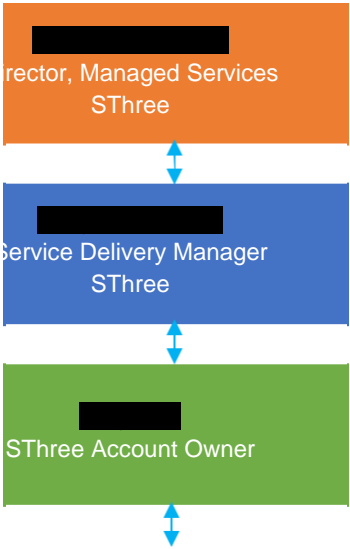 irector, Managed Services
SThree
Service Delivery Manager
SThree
SThree Account Owner